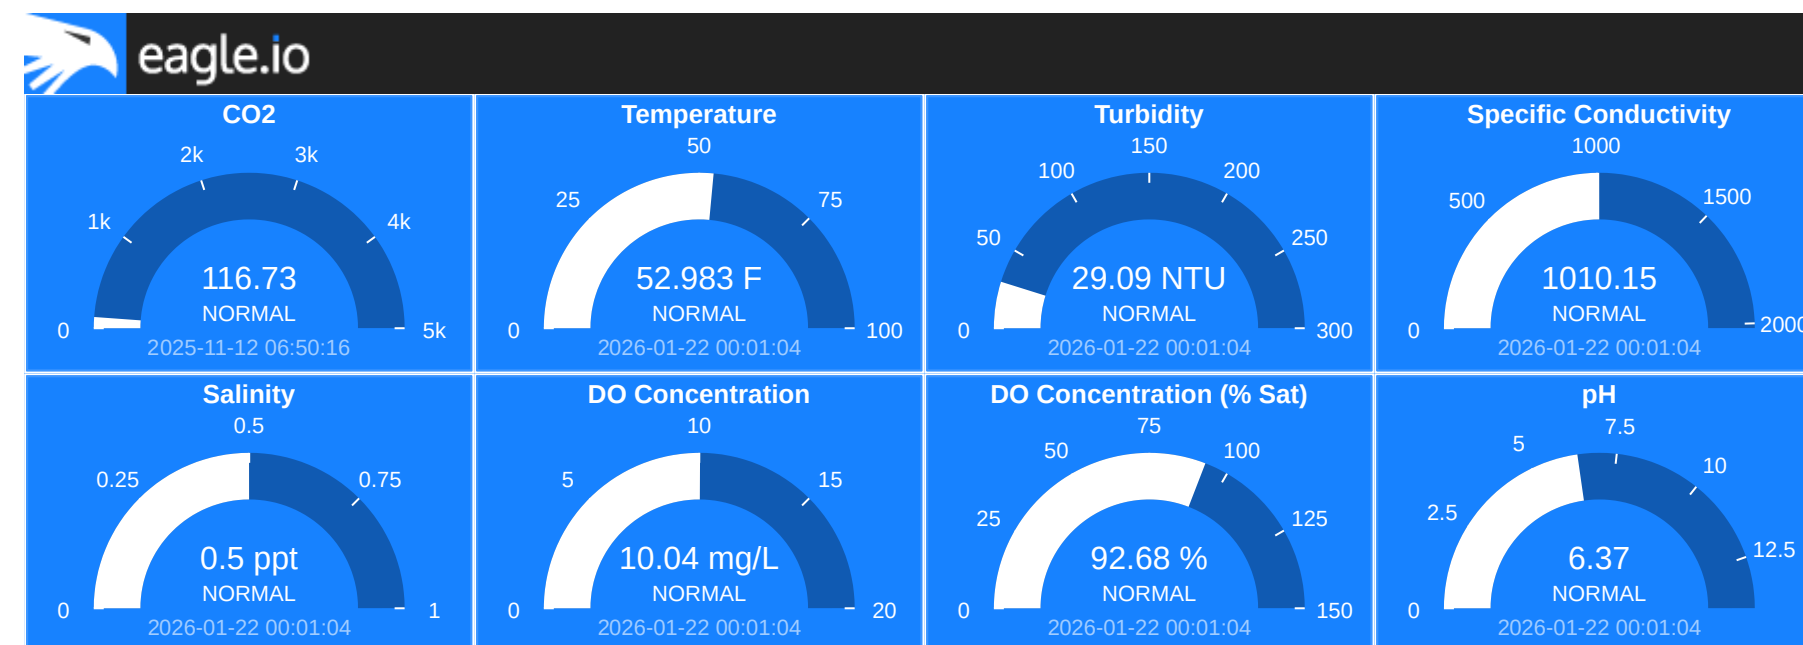 eagle.io
CO2
2k 3k
1k 4k
116.73
NORMAL
0 5k
2025-11-12 06:50:16
Temperature
50
25 75
52.983 F
NORMAL
0 100
2026-01-22 00:01:04
Turbidity
150
100 200
50 250
29.09 NTU
NORMAL
0 300
2026-01-22 00:01:04
Specific Conductivity
1000
500 1500
1010.15
NORMAL
0 2000
2026-01-22 00:01:04
Salinity
0.5
0.25 0.75
0.5 ppt
NORMAL
0 1
2026-01-22 00:01:04
DO Concentration
10
5 15
10.04 mg/L
NORMAL
0 20
2026-01-22 00:01:04
DO Concentration (% Sat)
75
50 100
25 125
92.68 %
NORMAL
0 150
2026-01-22 00:01:04
pH
7.5
5 10
2.5 12.5
6.37
NORMAL
0
2026-01-22 00:01:04